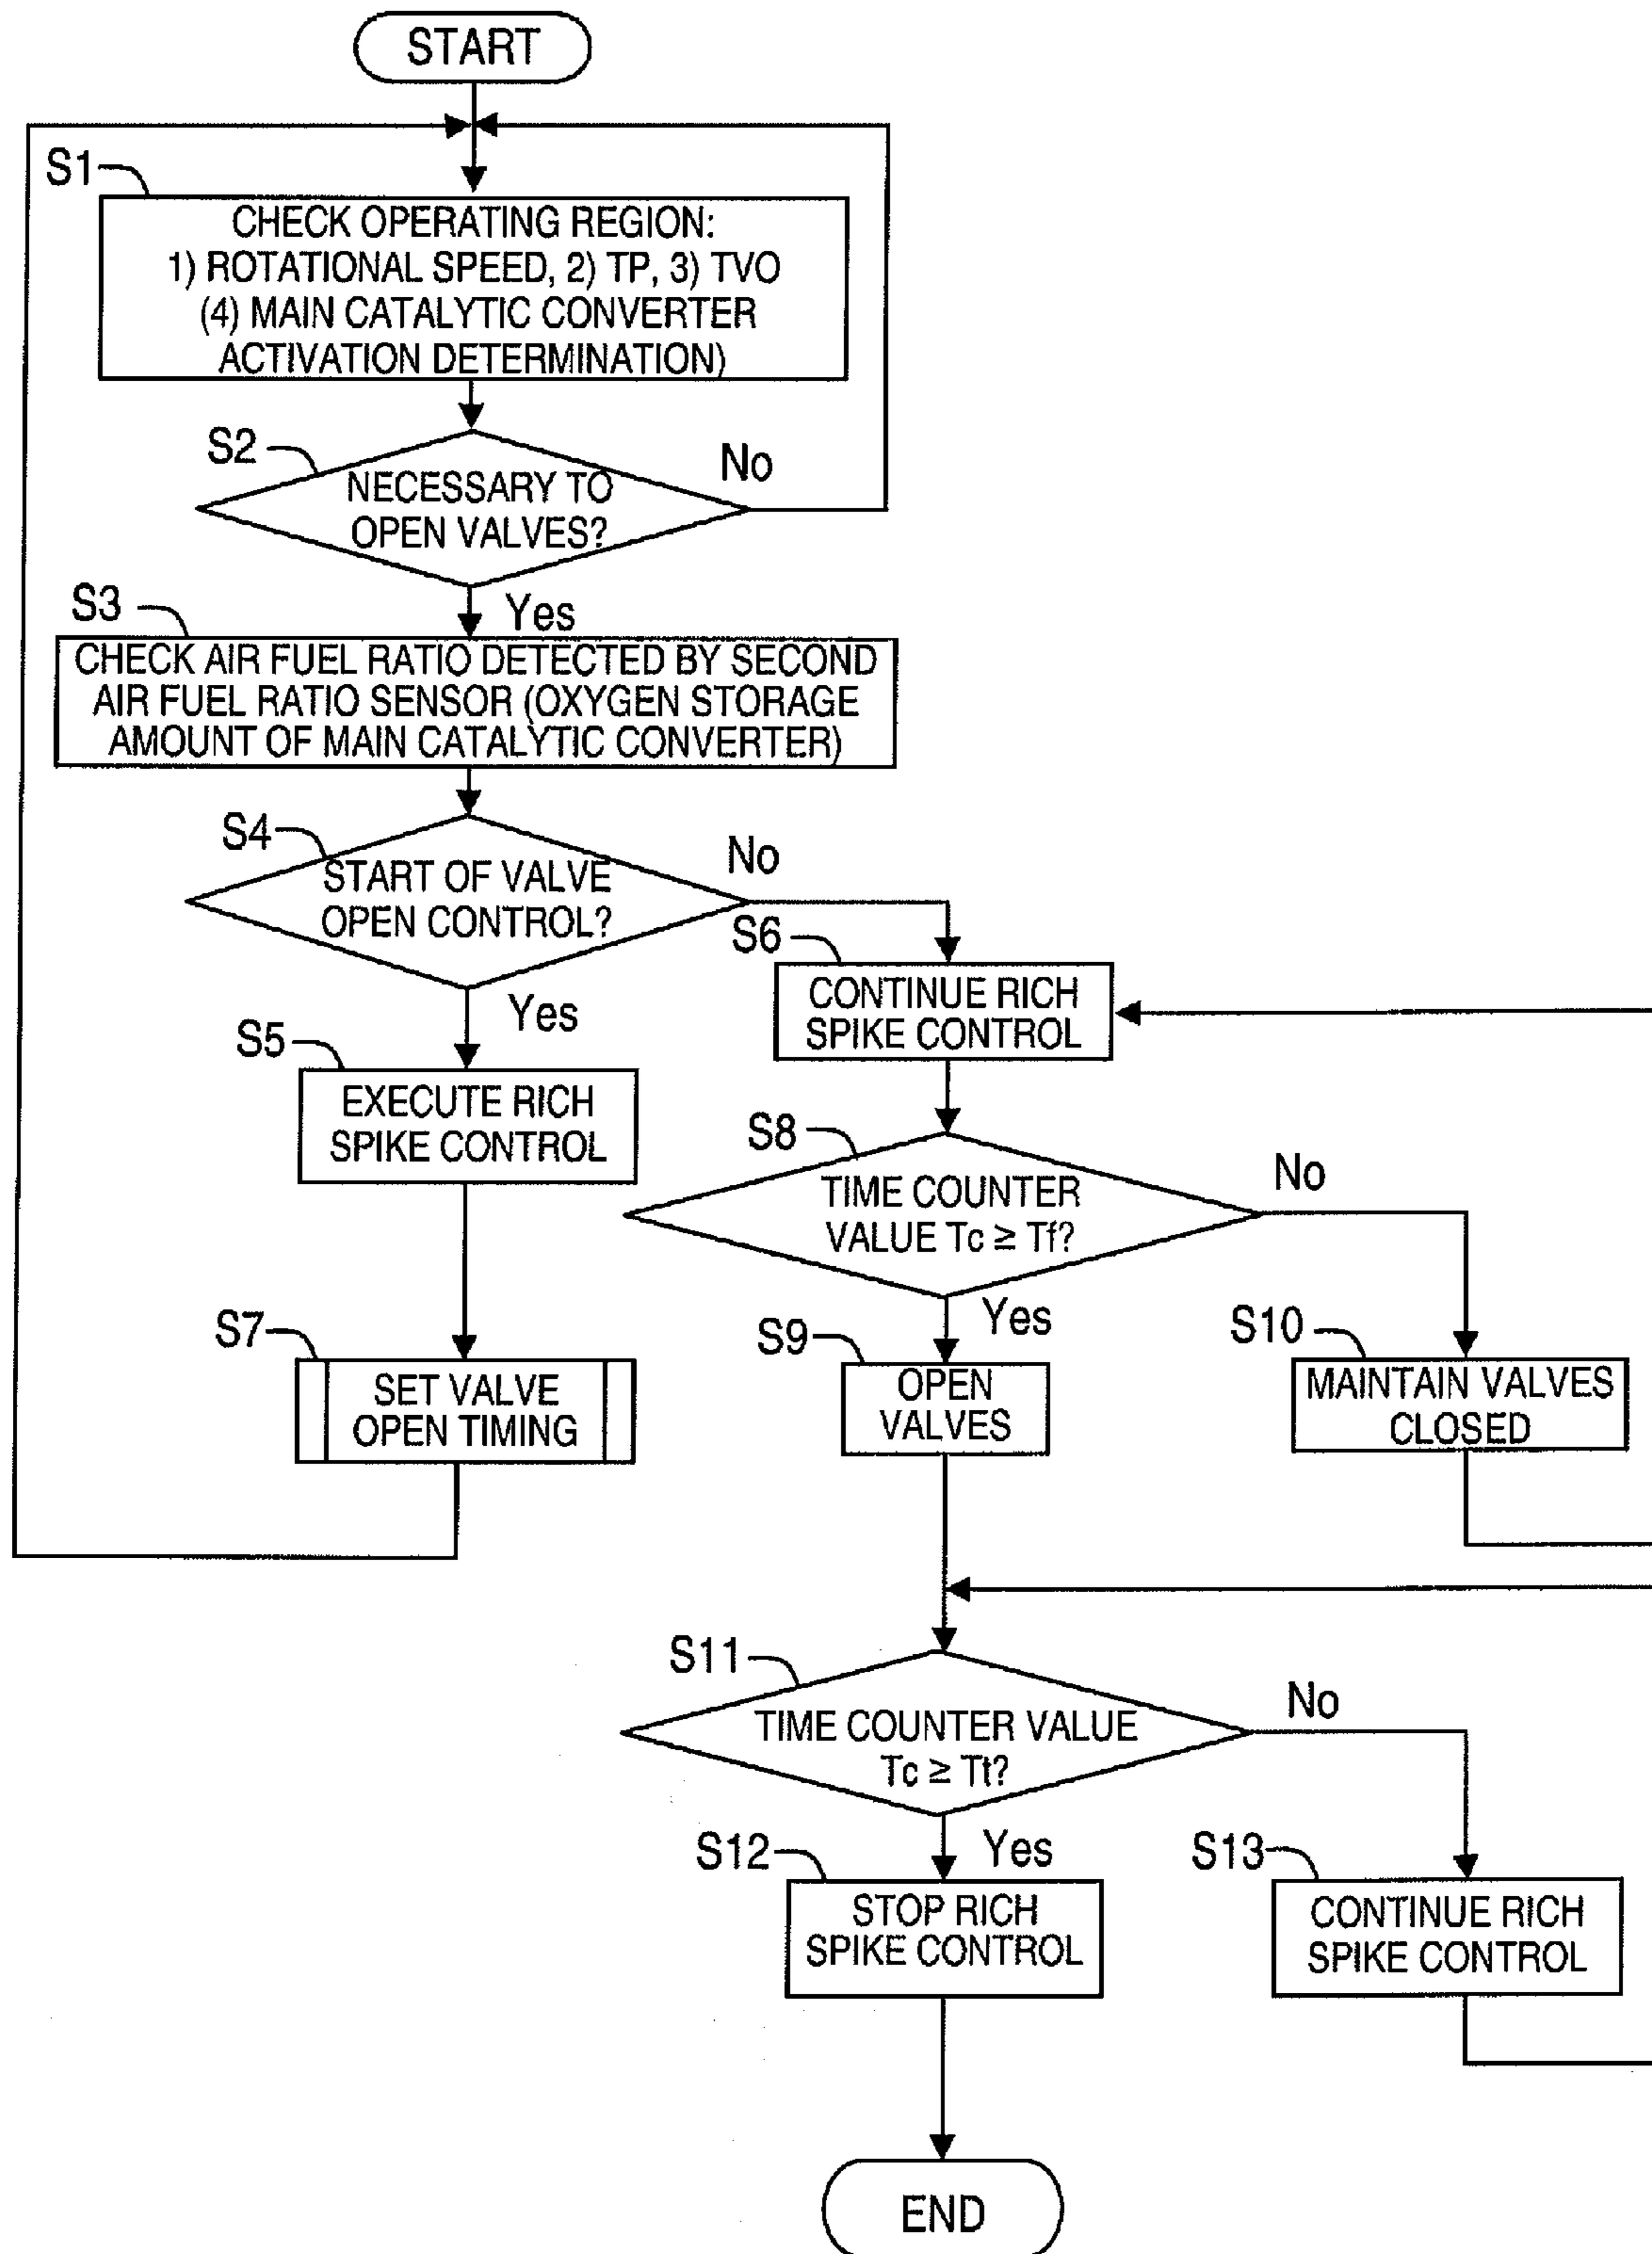 START
S1
CHECK OPERATING REGION:
1) ROTATIONAL SPEED, 2) TP, 3) TVO
(4) MAIN CATALYTIC CONVERTER
ACTIVATION DETERMINATION)
S2
No
NECESSARY TO
OPEN VALVES?
S3
Yes
CHECK AIR FUEL RATIO DETECTED BY SECOND
AIR FUEL RATIO SENSOR (OXYGEN STORAGE
AMOUNT OF MAIN CATALYTIC CONVERTER)
S4
No
START OF VALVE
OPEN CONTROL?
S6
CONTINUE RICH
SPIKE CONTROL
Yes
S5
EXECUTE RICH
SPIKE CONTROL
S8
No
TIME COUNTER
VALUE Tc ≥ Tf?
S7
SET VALVE
OPEN TIMING
Yes
S9
OPEN
VALVES
S10
MAINTAIN VALVES
CLOSED
S11
No
TIME COUNTER VALUE
Tc ≥ Tt?
S12
Yes
STOP RICH
SPIKE CONTROL
S13
CONTINUE RICH
SPIKE CONTROL
END